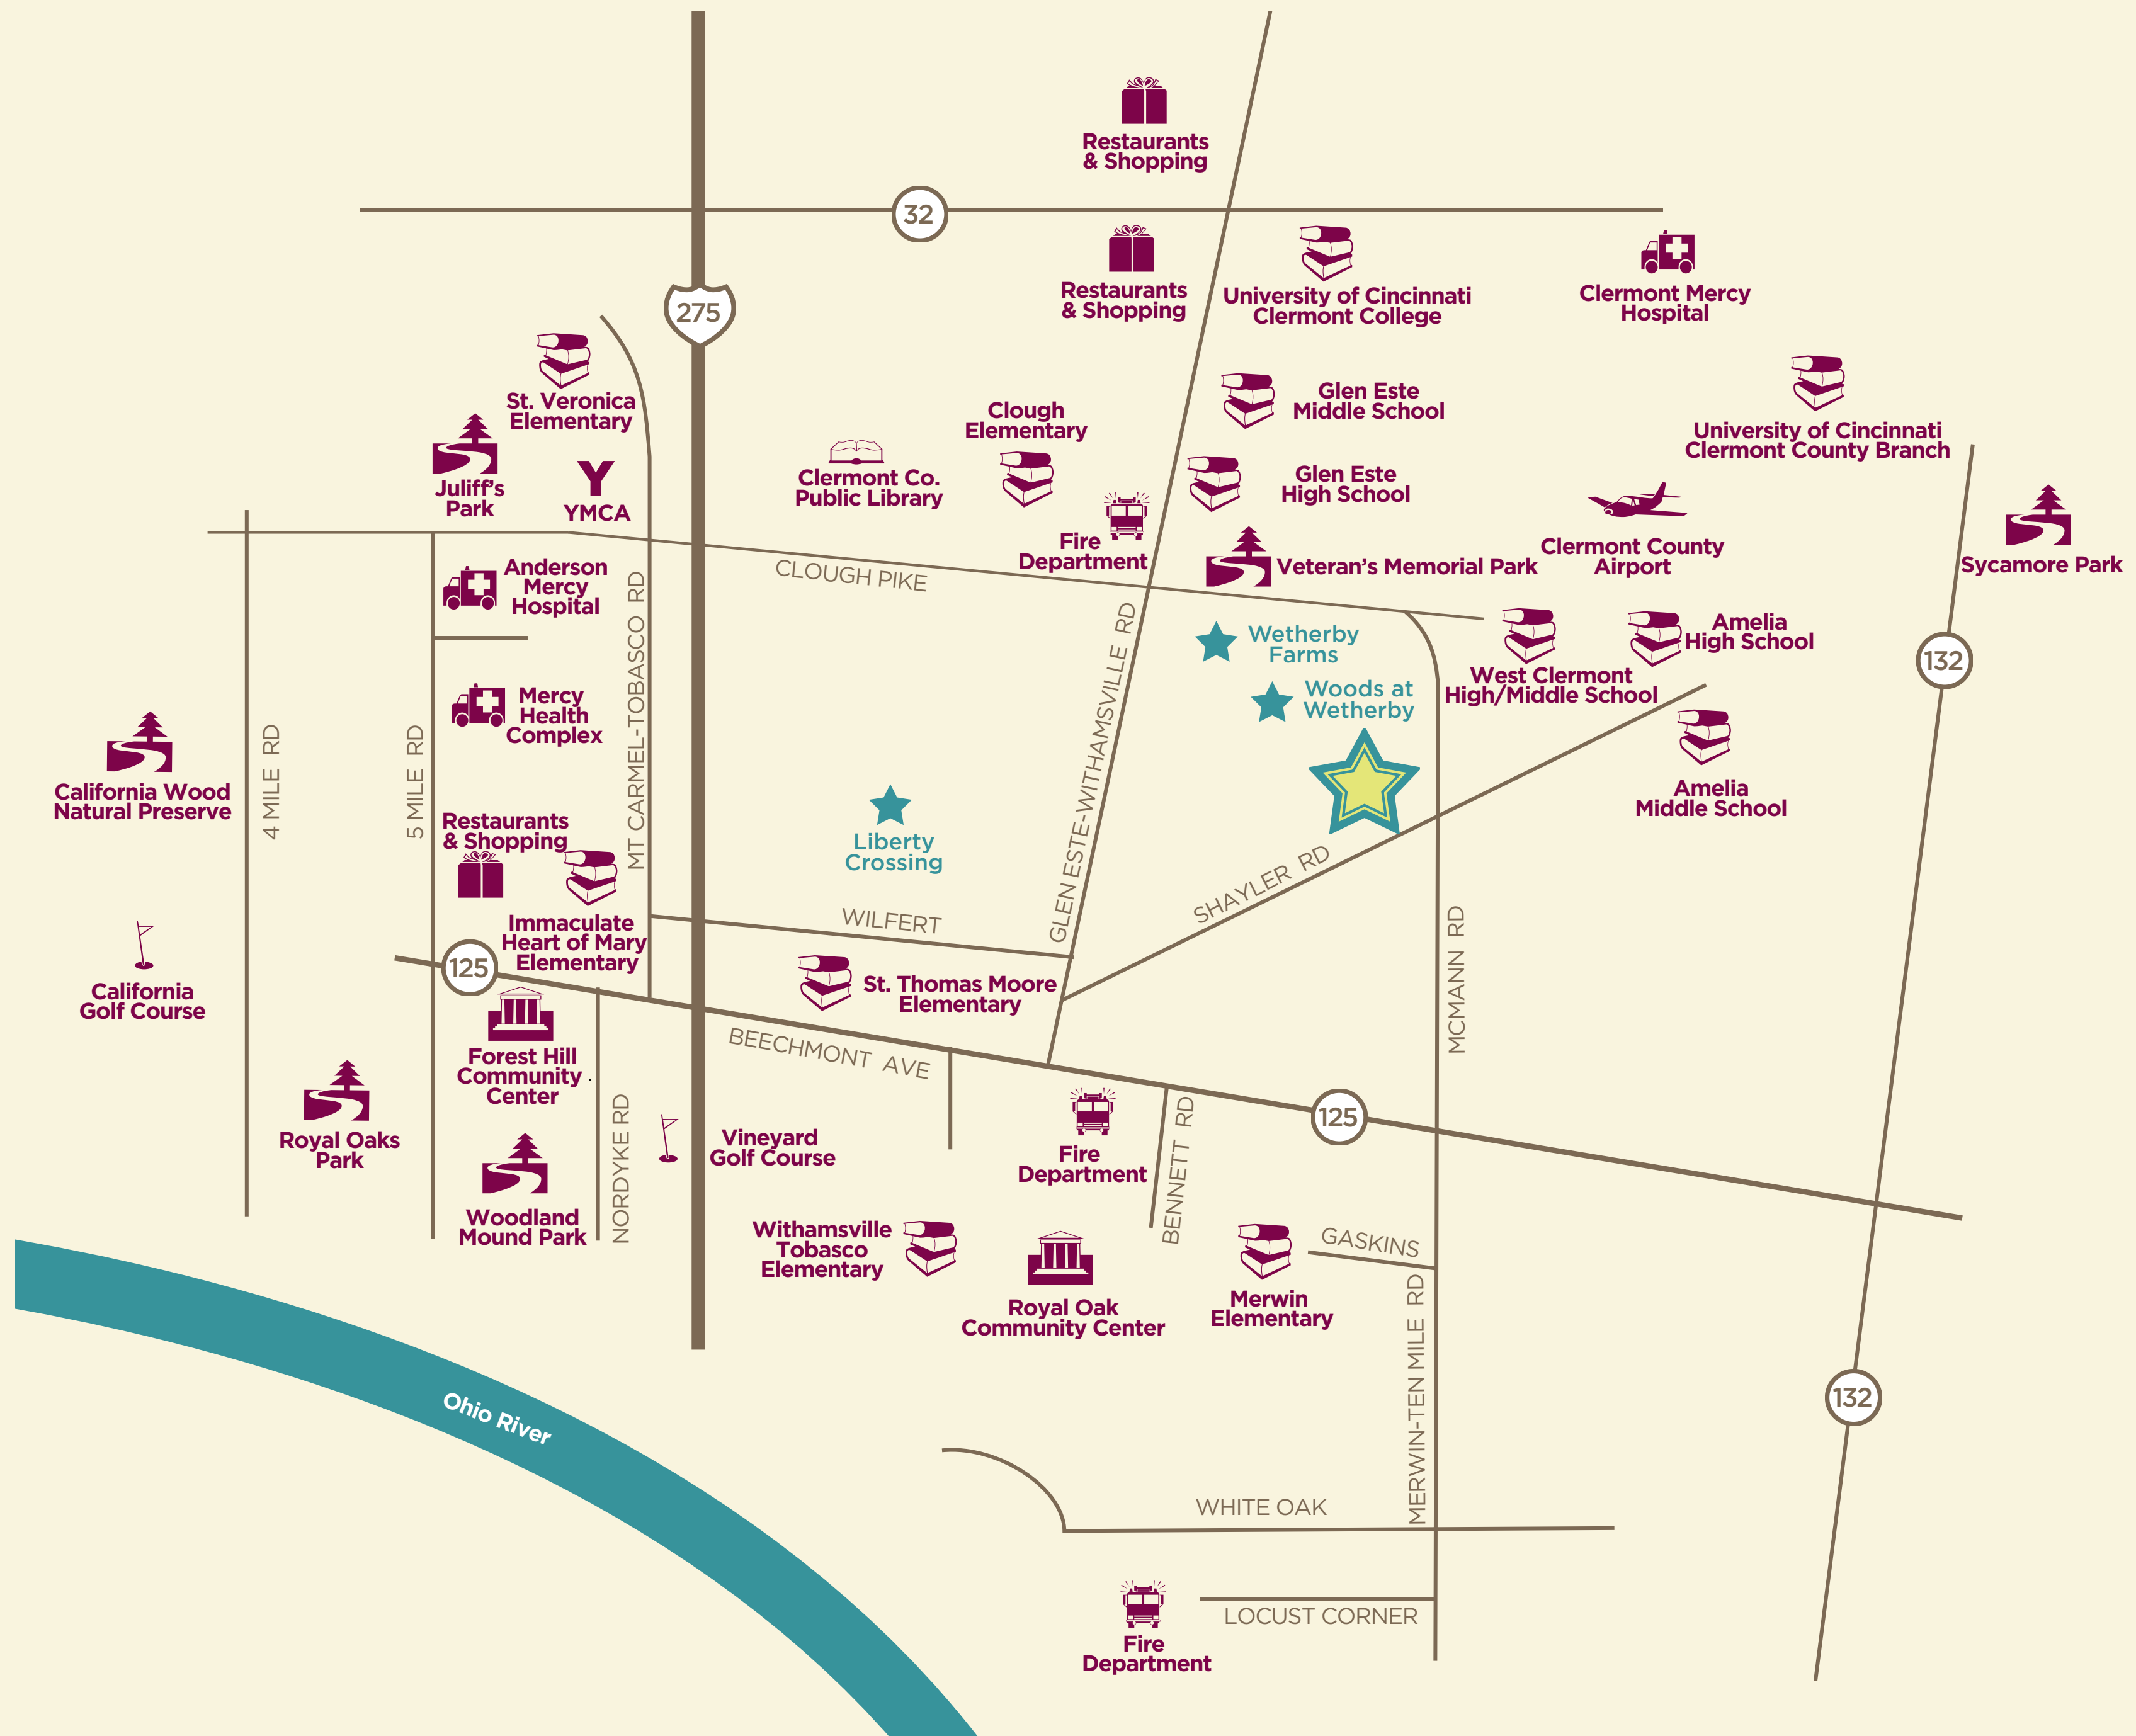 Restaurants
& Shopping
32
Restaurants
& Shopping
University of Cincinnati
Clermont College
Clermont Mercy
Hospital
275
St. Veronica
Elementary
Juliff's
Park
YMCA
Clermont Co.
Public Library
Clough
Elementary
Fire
Department
Glen Este
Middle School
Glen Este
High School
University of Cincinnati
Clermont County Branch
Veteran's Memorial Park
Clermont County
Airport
Sycamore Park
CLOUGH PIKE
Anderson
Mercy
Hospital
Mercy
Health
Complex
MT CARMEL-TOBASCO RD
GLEN ESTE-WITHAMSVILLE RD
Wetherby
Farms
Woods at
Wetherby
West Clermont
High/Middle School
Amelia
High School
132
Amelia
Middle School
California Wood
Natural Preserve
4 MILE RD
5 MILE RD
Restaurants
& Shopping
Immaculate
Heart of Mary
Elementary
Liberty
Crossing
WILFERT
SHAYLER RD
MCMANN RD
California
Golf Course
125
St. Thomas Moore
Elementary
BEECHMONT AVE
Forest Hill
Community .
Center
Royal Oaks
Park
Woodland
Mound Park
NORDYKE RD
Vineyard
Golf Course
Fire
Department
BENNETT RD
125
Withamsville
Tobasco
Elementary
Royal Oak
Community Center
Merwin
Elementary
GASKINS
MERWIN-TEN MILE RD
132
Ohio River
WHITE OAK
LOCUST CORNER
Fire
Department